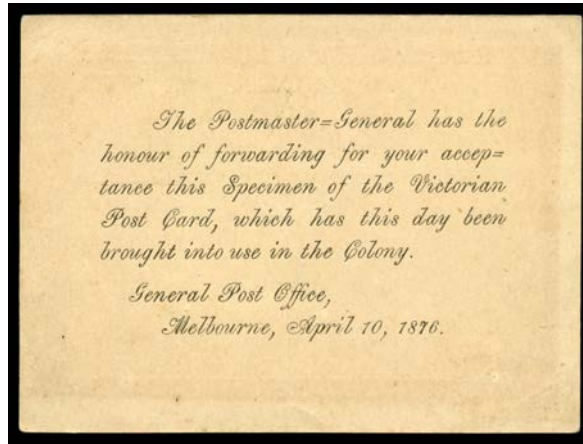 The Postmaster=General has the
honour of forwarding for your accep=
tance this Specimen of the Victorian
Post Card, which has this day been
brought into use in the Colony.
General Post Office,
Melbourne, April 10, 1876.